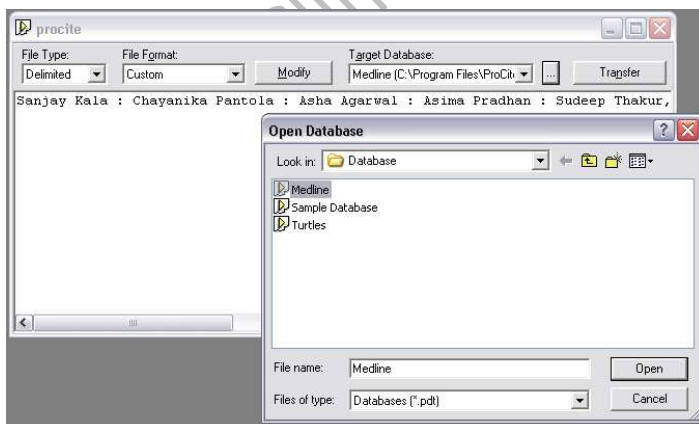 procite
File Type: File Format: Target Database:
Delimited Custom Modify Medline (C:\Program Files\ProCit ... Transfer
Sanjay Kala : Chayanika Pantola : Asha Agarwal : Asima Pradhan : Sudeep Thakur,
Open Database
Look in: Database
Medline
Sample Database
Turtles
File name: Medline Open
Files of type: Databases (*.pdt) Cancel